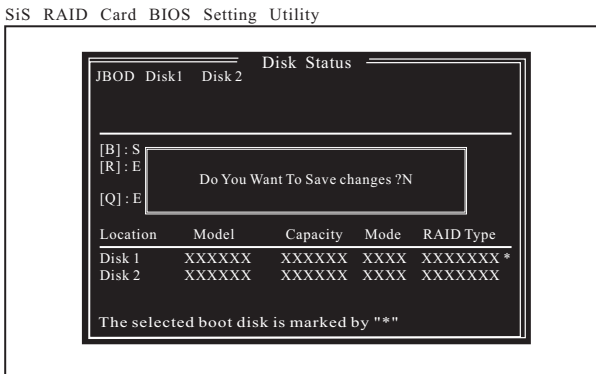 SiS RAID Card BIOS Setting Utility
Disk Status
JBOD Disk1 Disk 2
[B] : S
[R] : E
Do You Want To Save changes ?N
[Q] : E
Location Model Capacity Mode RAID Type
Disk 1 XXXXXX XXXXXX XXXX XXXXXXX *
Disk 2 XXXXXX XXXXXX XXXX XXXXXXX
The selected boot disk is marked by "*"